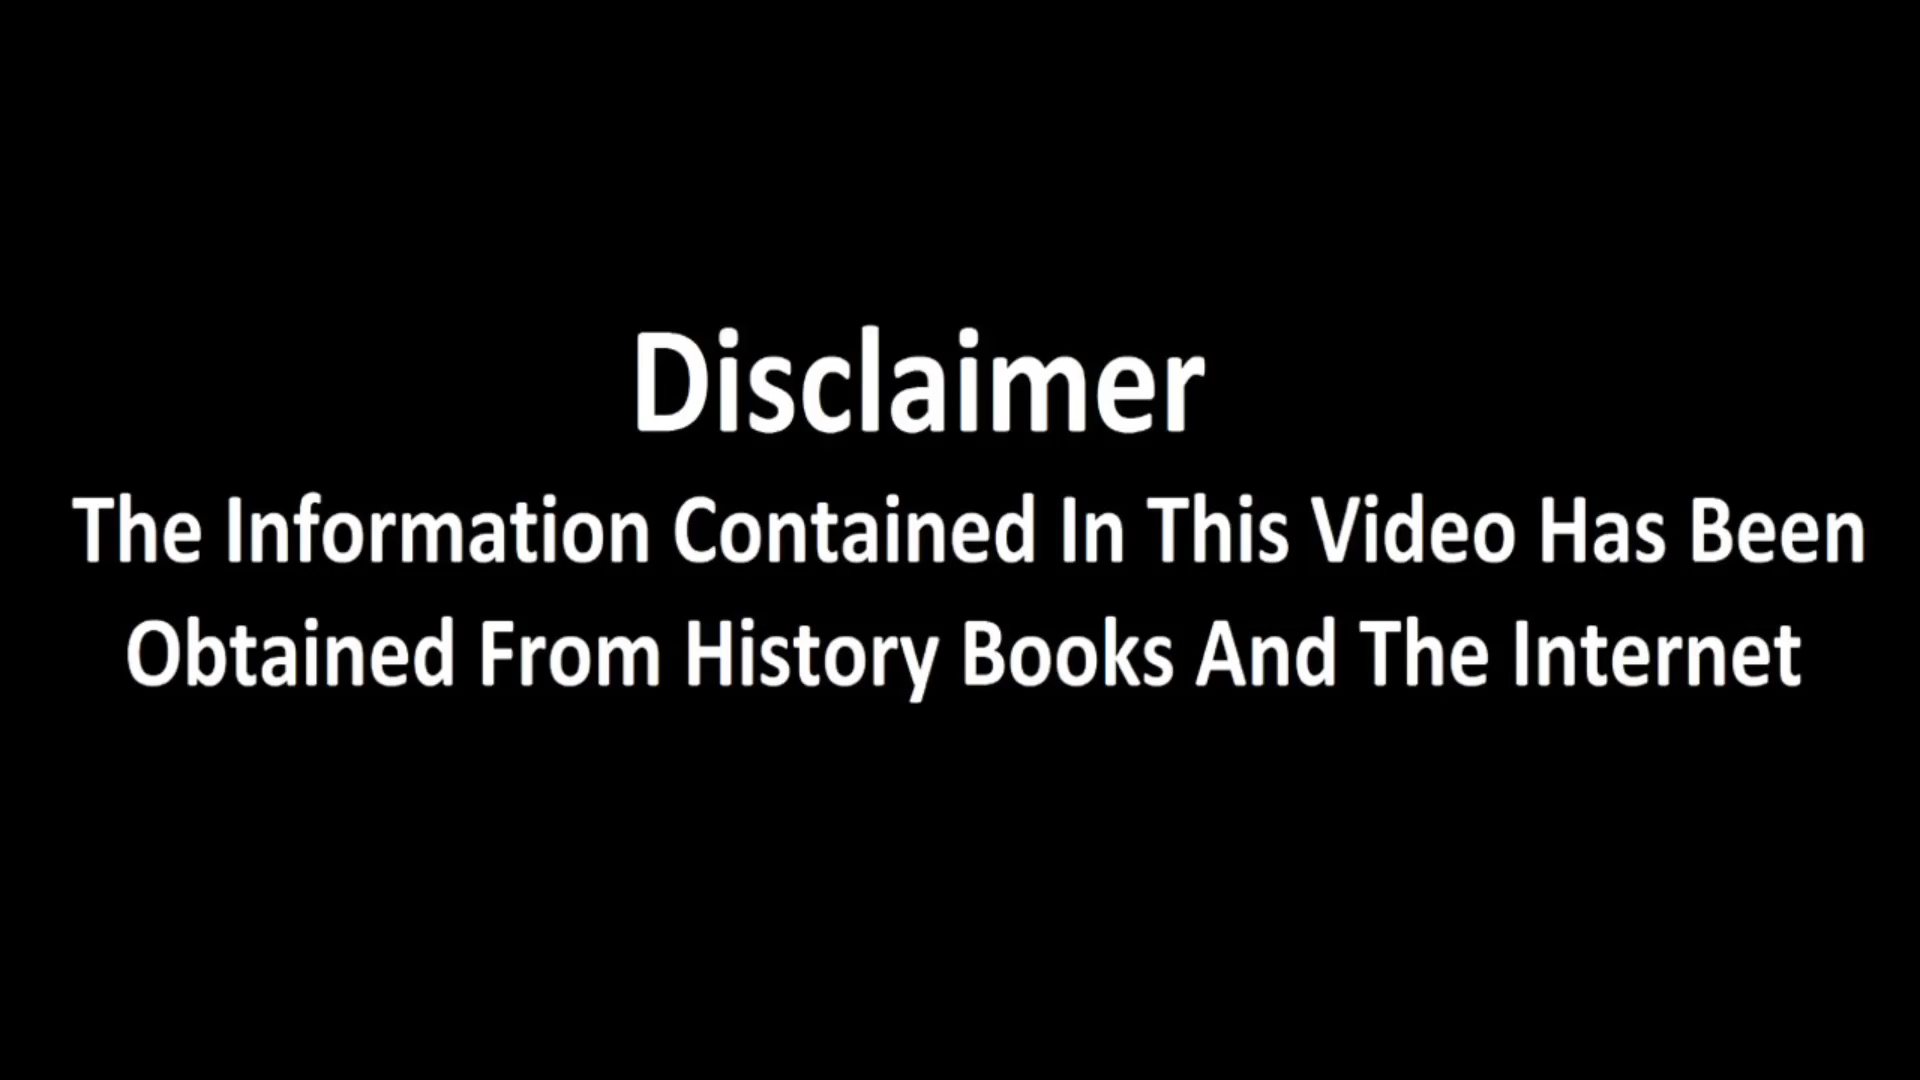 Disclaimer
The Information Contained In This Video Has Been
Obtained From History Books And The Internet